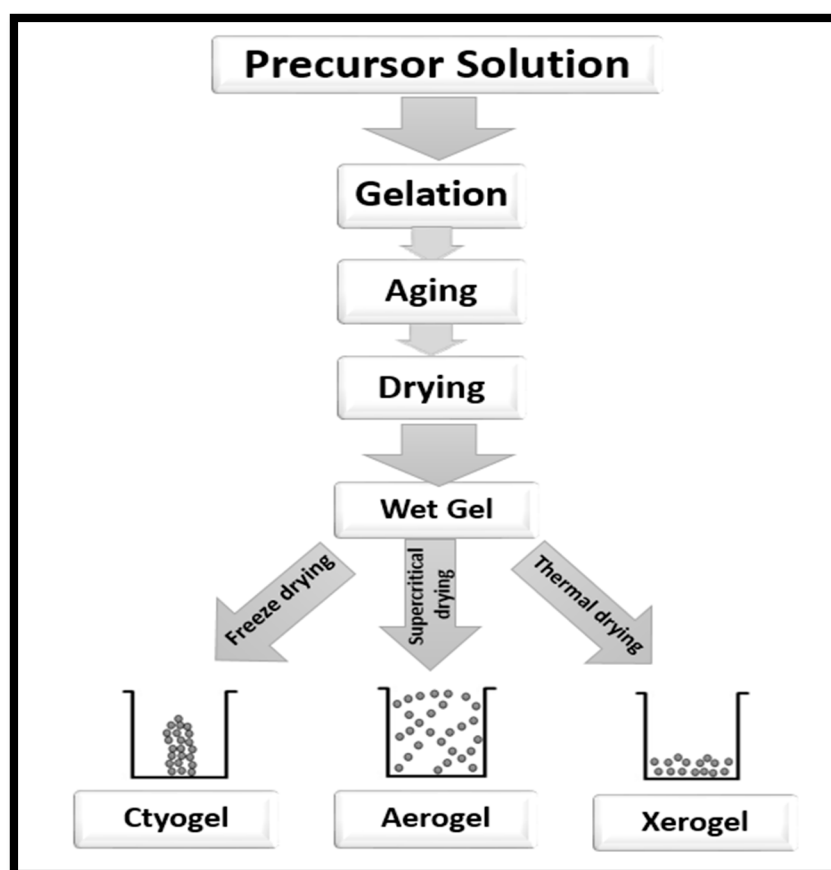 Precursor Solution
Gelation
Aging
Drying
Wet Gel
Freeze drying
Supercritical
drying
Thermal drying
Ctyogel
Aerogel
Xerogel